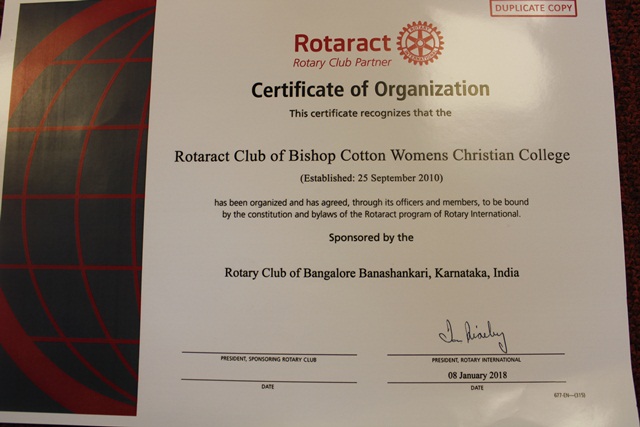 DUPLICATE COPY
Rotaract
Rotary Club Partner
Certificate of Organization
This certificate recognizes that the
Rotaract Club of Bishop Cotton Womens Christian College
(Established: 25 September 2010)
has been organized and has agreed, through its officers and members, to be bound
by the constitution and bylaws of the Rotaract program of Rotary International.
Sponsored by the
Rotary Club of Bangalore Banashankari, Karnataka, India
PRESIDENT, SPONSORING ROTARY CLUB
PRESIDENT, ROTARY INTERNATIONAL
08 January 2018
DATE
DATE
677-EN—(315)